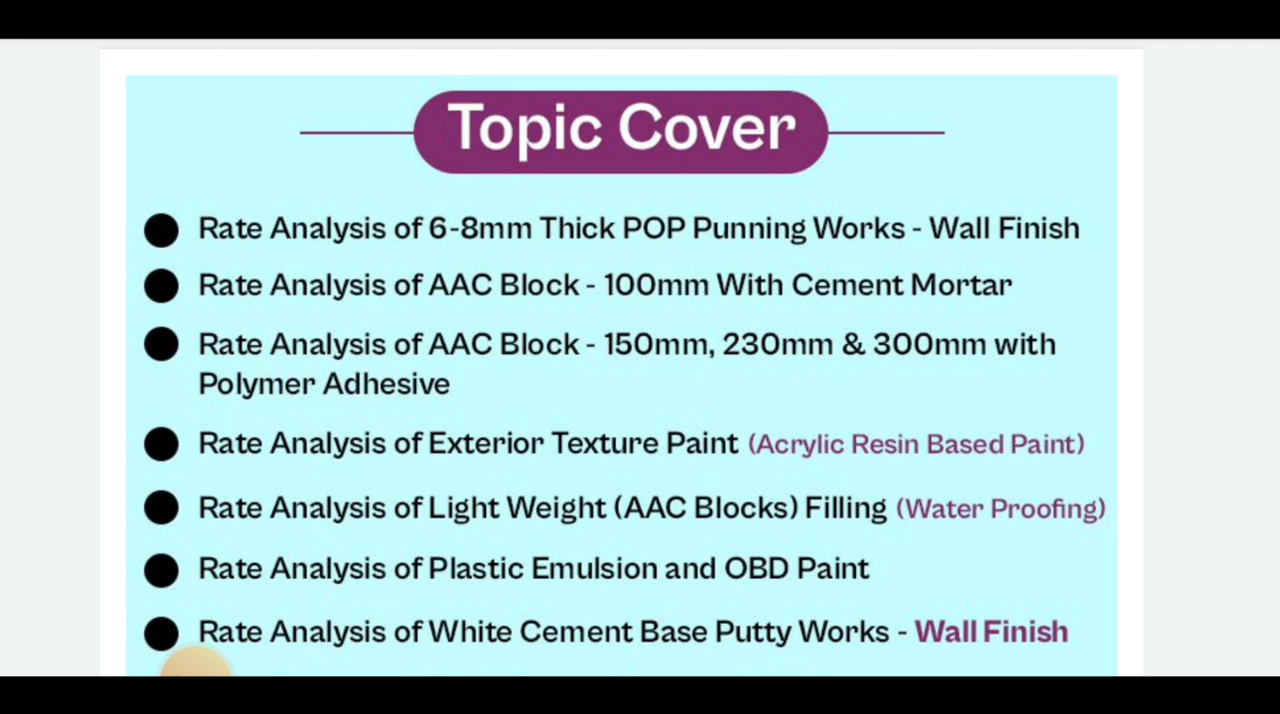 Topic Cover
Rate Analysis of 6-8mm Thick POP Punning Works - Wall Finish
Rate Analysis of AAC Block - 100mm With Cement Mortar
Rate Analysis of AAC Block - 150mm, 230mm & 300mm with
Polymer Adhesive
Rate Analysis of Exterior Texture Paint (Acrylic Resin Based Paint)
Rate Analysis of Light Weight (AAC Blocks) Filling (Water Proofing)
Rate Analysis of Plastic Emulsion and OBD Paint
Rate Analysis of White Cement Base Putty Works - Wall Finish